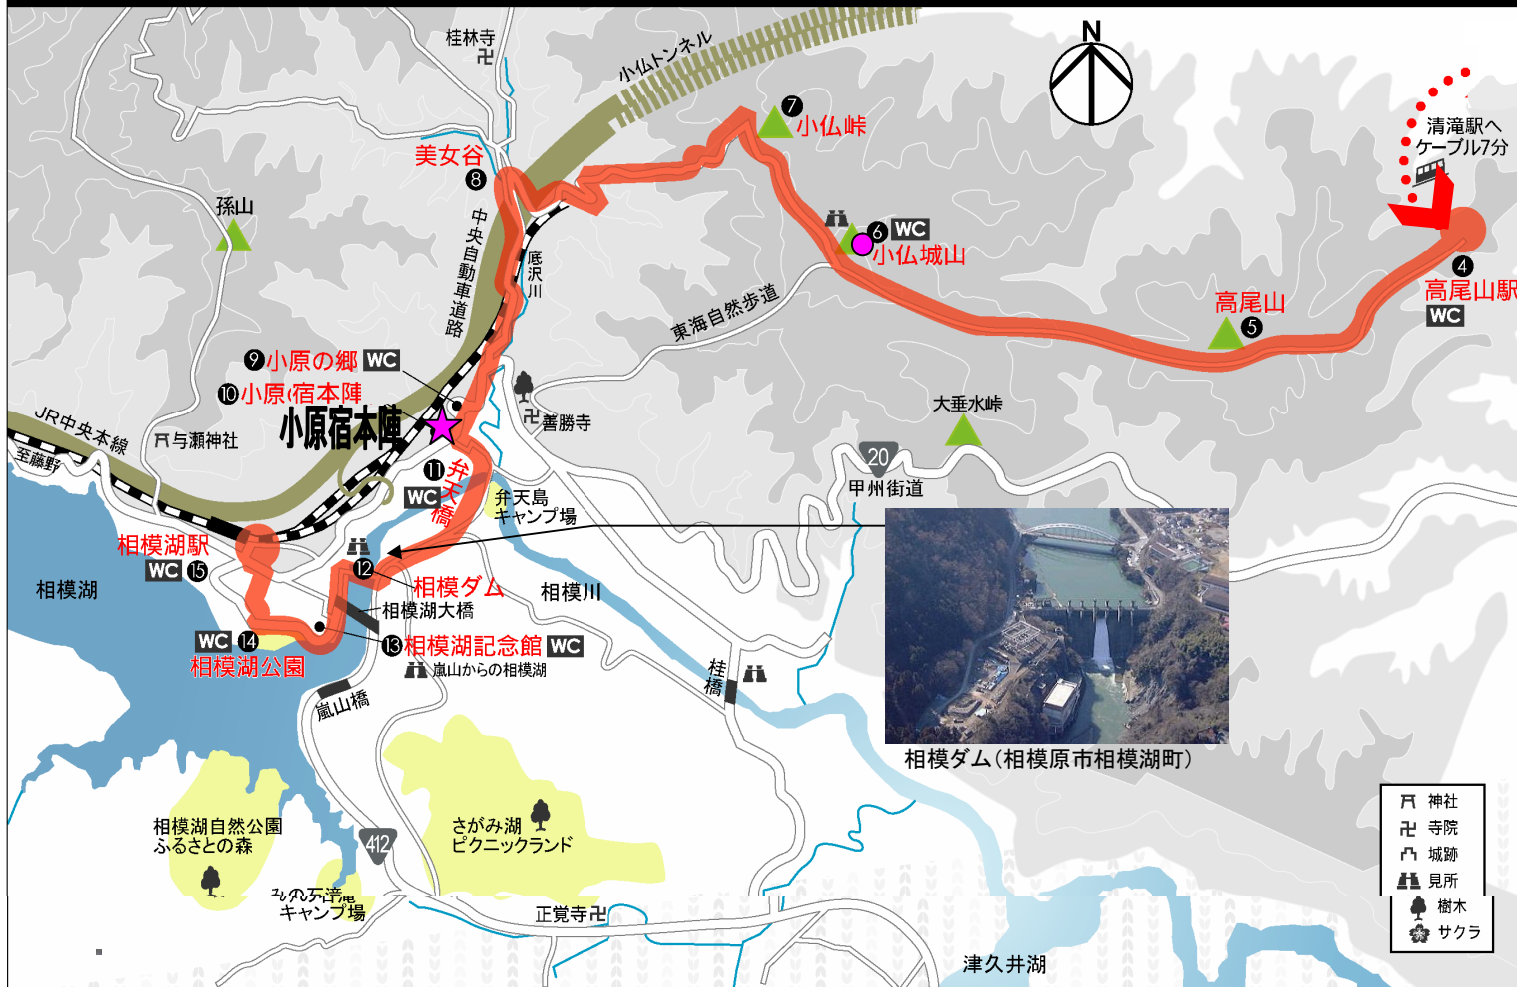 N
桂林寺
小仏トンネル
清滝駅へ
ケーブル7分
7
小仏峠
美女谷
8
孫山
中央自動車道路
底沢川
6 WC
小仏城山
4
高尾山駅
WC
高尾山
5
東海自然歩道
9 小原の郷 WC
10 小原宿本陣
小原宿本陣
大垂水峠
善勝寺
JR中央本線
与瀬神社
至藤野
11
WC
弁天橋
20
甲州街道
弁天島
キャンプ場
相模湖駅
WC 15
12
相模ダム
相模湖
相模川
相模湖大橋
WC 14
相模湖公園
13 相模湖記念館 WC
嵐山からの相模湖
桂橋
嵐山橋
相模ダム(相模原市相模湖町)
相模湖自然公園
ふるさとの森
さがみ湖
ピクニックランド
412
キャンプ場
正覚寺
津久井湖
神社
寺院
城跡
見所
樹木
サクラ